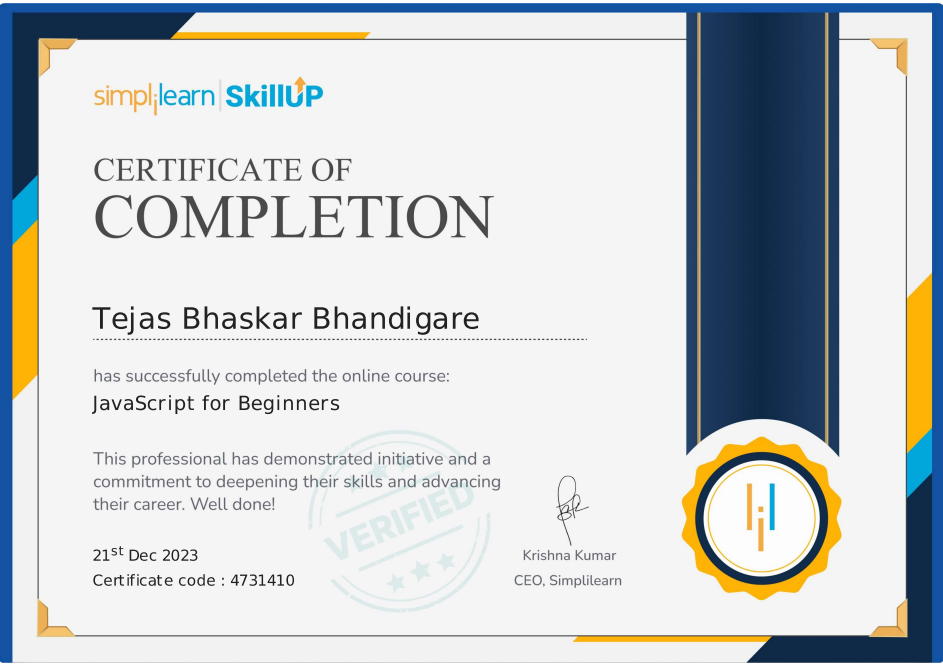 simplilearn | SkillUP
CERTIFICATE OF
COMPLETION
Tejas Bhaskar Bhandigare
has successfully completed the online course:
JavaScript for Beginners
This professional has demonstrated initiative and a
commitment to deepening their skills and advancing
their career. Well done!
VERIFIED
21st Dec 2023
Certificate code : 4731410
Krishna Kumar
CEO, Simplilearn